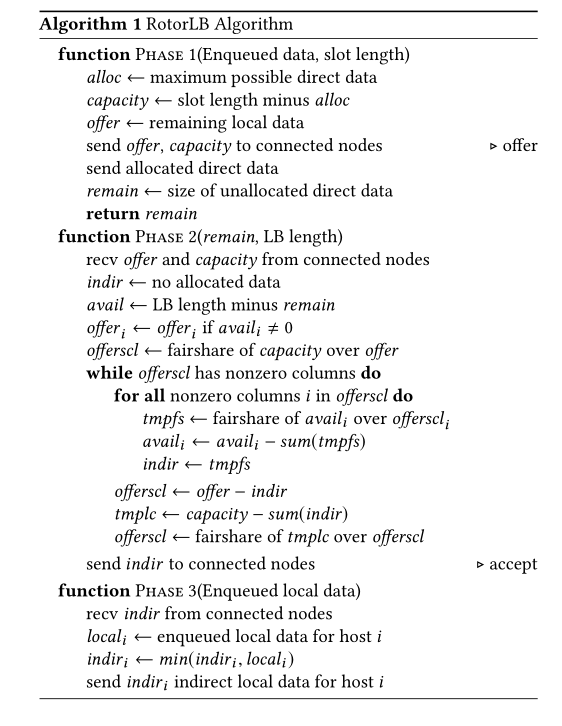 Algorithm 1 RotorLB Algorithm
function Phase 1(Enqueued data, slot length)
alloc ← maximum possible direct data
capacity ← slot length minus alloc
offer ← remaining local data
send offer, capacity to connected nodes ▹ offer
send allocated direct data
remain ← size of unallocated direct data
return remain
function Phase 2(remain, LB length)
recv offer and capacity from connected nodes
indir ← no allocated data
avail ← LB length minus remain
offer_i ← offer_i if avail_i ≠ 0
offerscl ← fairshare of capacity over offer
while offerscl has nonzero columns do
for all nonzero columns i in offerscl do
tmpfs ← fairshare of avail_i over offerscl_i
avail_i ← avail_i − sum(tmpfs)
indir ← tmpfs
offerscl ← offer − indir
tmplc ← capacity − sum(indir)
offerscl ← fairshare of tmplc over offerscl
send indir to connected nodes ▹ accept
function Phase 3(Enqueued local data)
recv indir from connected nodes
local_i ← enqueued local data for host i
indir_i ← min(indir_i, local_i)
send indir_i indirect local data for host i